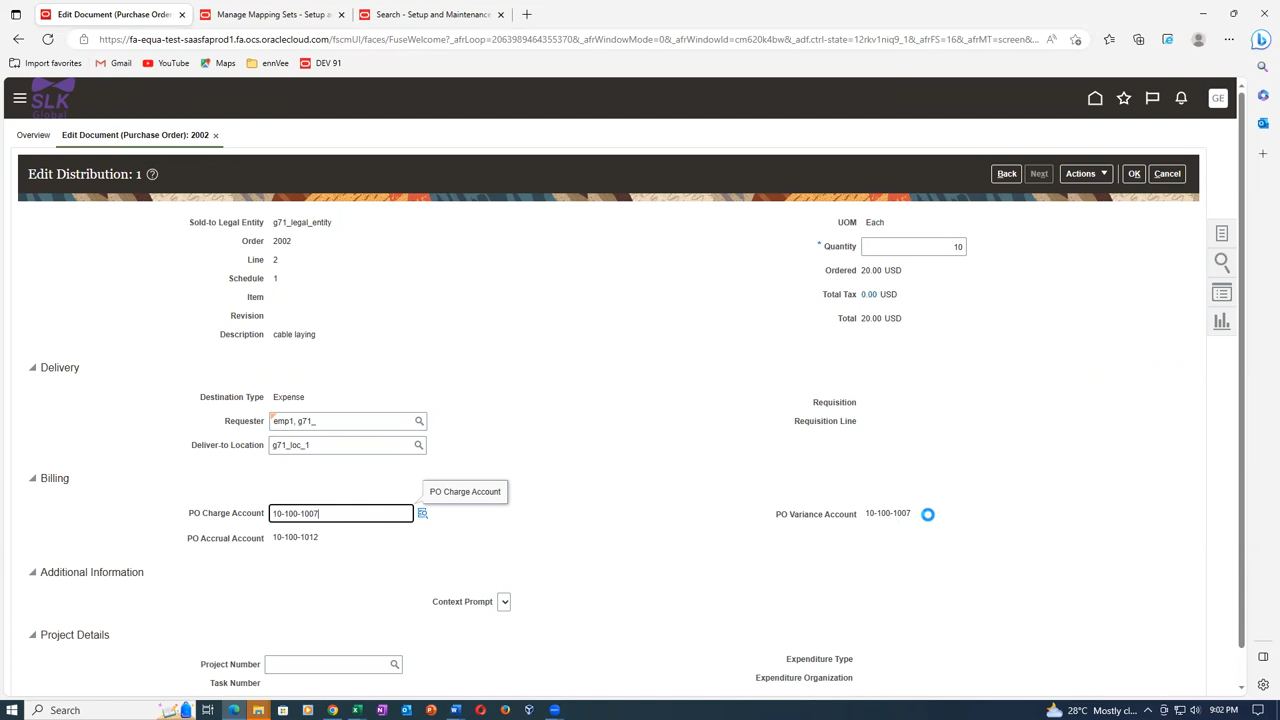 Edit Distribution (Purchase Order)
Manage Mapping Sets - Setup a
Search - Setup and Maintenance
https://fa-equa-test-saasfaprod1.fa.ocs.oraclecloud.com/fscmUI/faces/FuseWelcome?_afrLoop=2063989464355370&_afrWindowMode=0&_afrWindowId=cm620k4bw&_adf.ctrl-state=12rkv1niq9_1&_afrFS=16&_afrMT=screen&...
Import favorites Gmail YouTube Maps ennVee DEV 91
SLK
Global
GE
Overview Edit Document (Purchase Order): 2002
Edit Distribution: 1
Back Next Actions OK Cancel
Sold-to Legal Entity g71_legal_entity UOM Each
Order 2002 * Quantity 10
Line 2 Ordered 20.00 USD
Schedule 1
Item Total Tax 0.00 USD
Revision Total 20.00 USD
Description cable laying
Delivery
Destination Type Expense Requisition
Requester emp1, g71_ Requisition Line
Deliver-to Location g71_loc_1
Billing
PO Charge Account
PO Charge Account 10-100-1007 PO Variance Account 10-100-1007
PO Accrual Account 10-100-1012
Additional Information
Context Prompt
Project Details
Project Number Expenditure Type
Task Number Expenditure Organization
Search 28°C Mostly c... 9:02 PM